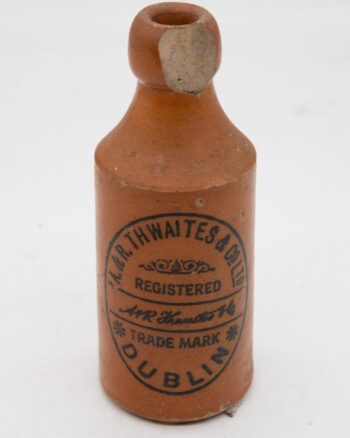 A. & R. THWAITES & CO LTD
REGISTERED
A & R Thwaites & Co
* TRADE MARK *
DUBLIN